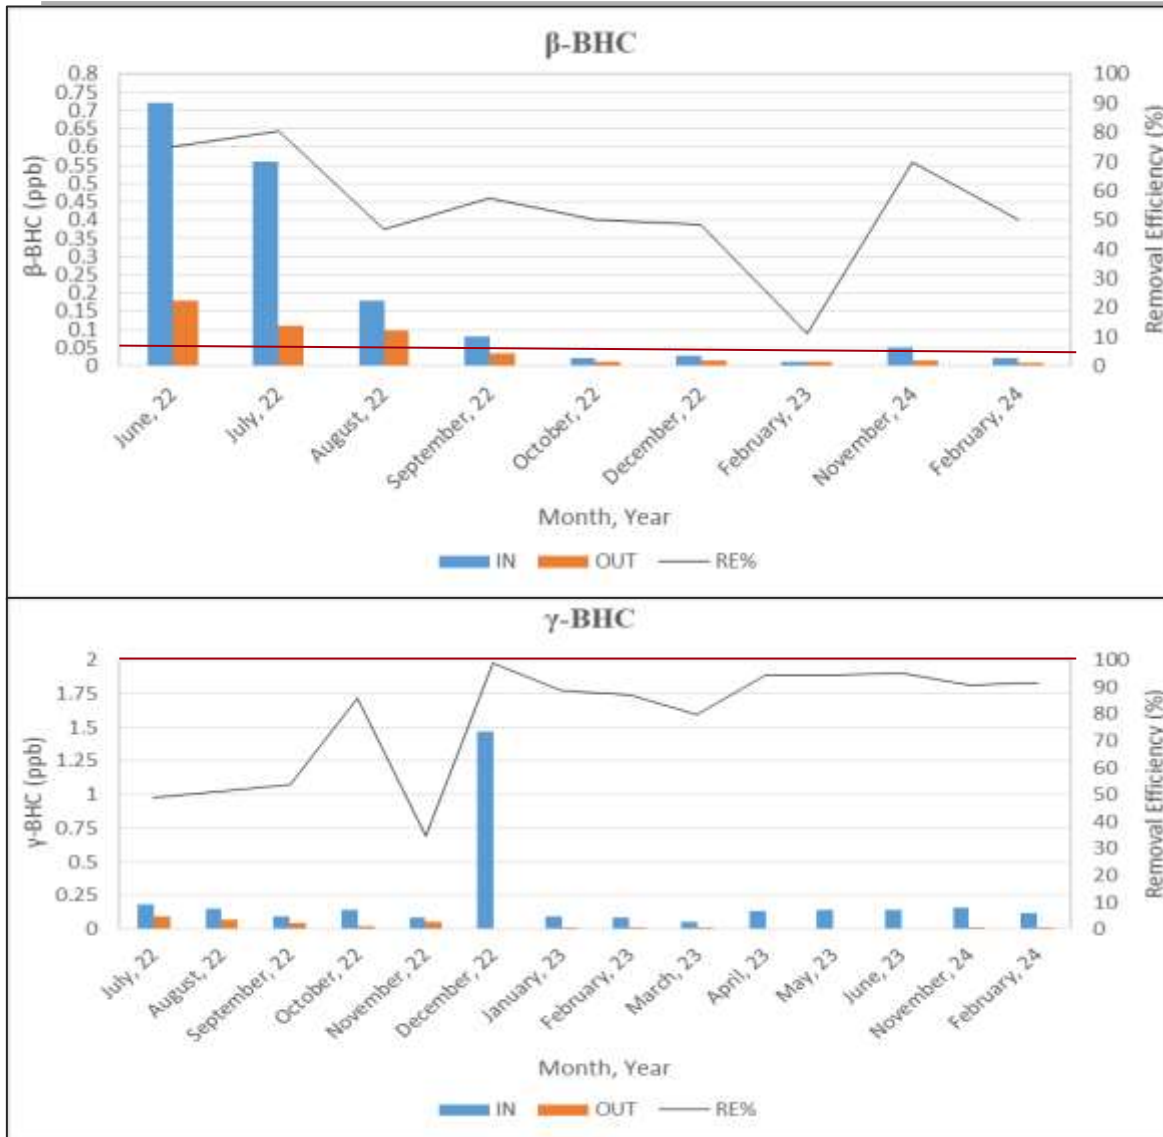 β-BHC
β-BHC (ppb)
0.8
0.75
0.7
0.65
0.6
0.55
0.5
0.45
0.4
0.35
0.3
0.25
0.2
0.15
0.1
0.05
0
100
90
80
70
60
50
40
30
20
10
0
Removal Efficiency (%)
June, 22
July, 22
August, 22
September, 22
October, 22
December, 22
February, 23
November, 24
February, 24
Month, Year
IN OUT RE%
γ-BHC
γ-BHC (ppb)
2
1.75
1.5
1.25
1
0.75
0.5
0.25
0
100
90
80
70
60
50
40
30
20
10
0
Removal Efficiency (%)
July, 22
August, 22
September, 22
October, 22
November, 22
December, 22
January, 23
February, 23
March, 23
April, 23
May, 23
June, 23
November, 24
February, 24
Month, Year
IN OUT RE%